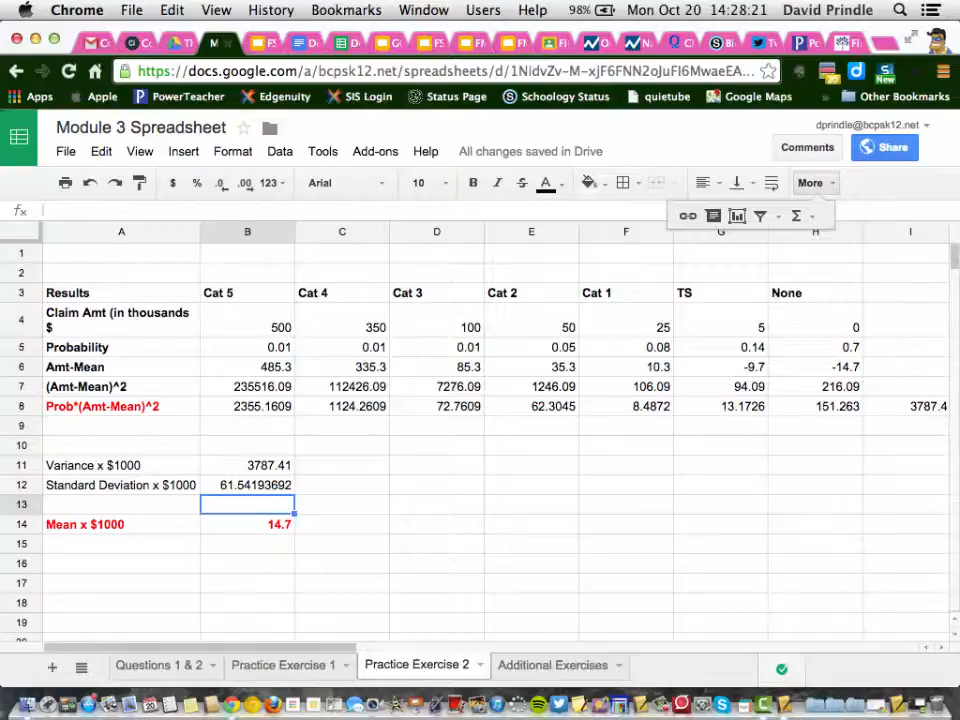 Chrome File Edit View History Bookmarks Window Users Help 98% Mon Oct 20 14:28:21 David Prindle
https://docs.google.com/a/bcpsk12.net/spreadsheets/d/1NidvZv-M-xjF6FNN2oJuFl6MwaeEA...
Apps Apple PowerTeacher Edgenuity SIS Login Status Page Schoology Status quietube Google Maps » Other Bookmarks
Module 3 Spreadsheet
dprindle@bcpsk12.net
File Edit View Insert Format Data Tools Add-ons Help All changes saved in Drive
Comments Share
$ % .0 .00 123 Arial 10 B I S A More
fx
A B C D E F G H I
1
2
3 Results Cat 5 Cat 4 Cat 3 Cat 2 Cat 1 TS None
Claim Amt (in thousands
4 $ 500 350 100 50 25 5 0
5 Probability 0.01 0.01 0.01 0.05 0.08 0.14 0.7
6 Amt-Mean 485.3 335.3 85.3 35.3 10.3 -9.7 -14.7
7 (Amt-Mean)^2 235516.09 112426.09 7276.09 1246.09 106.09 94.09 216.09
8 Prob*(Amt-Mean)^2 2355.1609 1124.2609 72.7609 62.3045 8.4872 13.1726 151.263 3787.4
9
10
11 Variance x $1000 3787.41
12 Standard Deviation x $1000 61.54193692
13
14 Mean x $1000 14.7
15
16
17
18
19
Questions 1 & 2 Practice Exercise 1 Practice Exercise 2 Additional Exercises